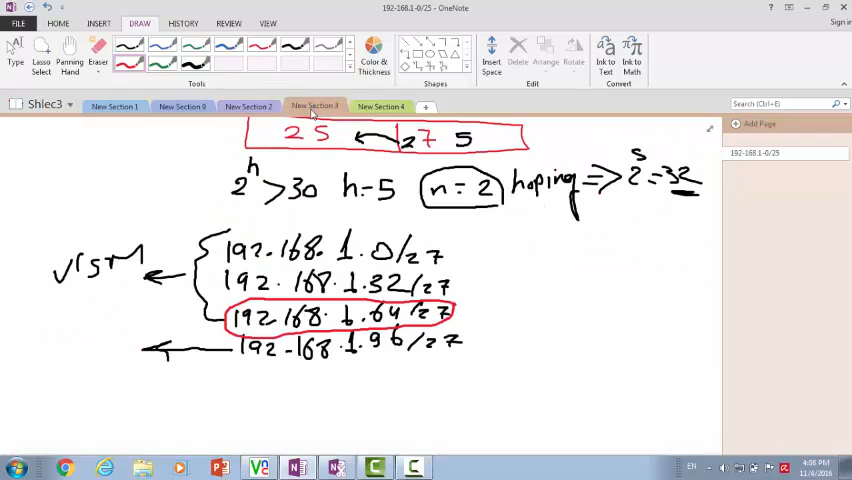 192-168.1-0/25 - OneNote
FILE HOME INSERT DRAW HISTORY REVIEW VIEW
Sign in
Type
Lasso Select
Panning Hand
Eraser
Color & Thickness
Insert Space
Delete
Arrange
Rotate
Ink to Text
Ink to Math
Tools
Shapes
Edit
Convert
Shlec3 New Section 1 New Section 9 New Section 2 New Section 3 New Section 4 +
Search (Ctrl+E)
Add Page
192-168.1-0/25
25 27 5
2^h >30 h=5 n=2 hoping => 2^5=32
192.168.1.0/27
192.168.1.32/27
192.168.1.64/27
192-168.1.96/27
EN
4:06 PM
11/4/2016